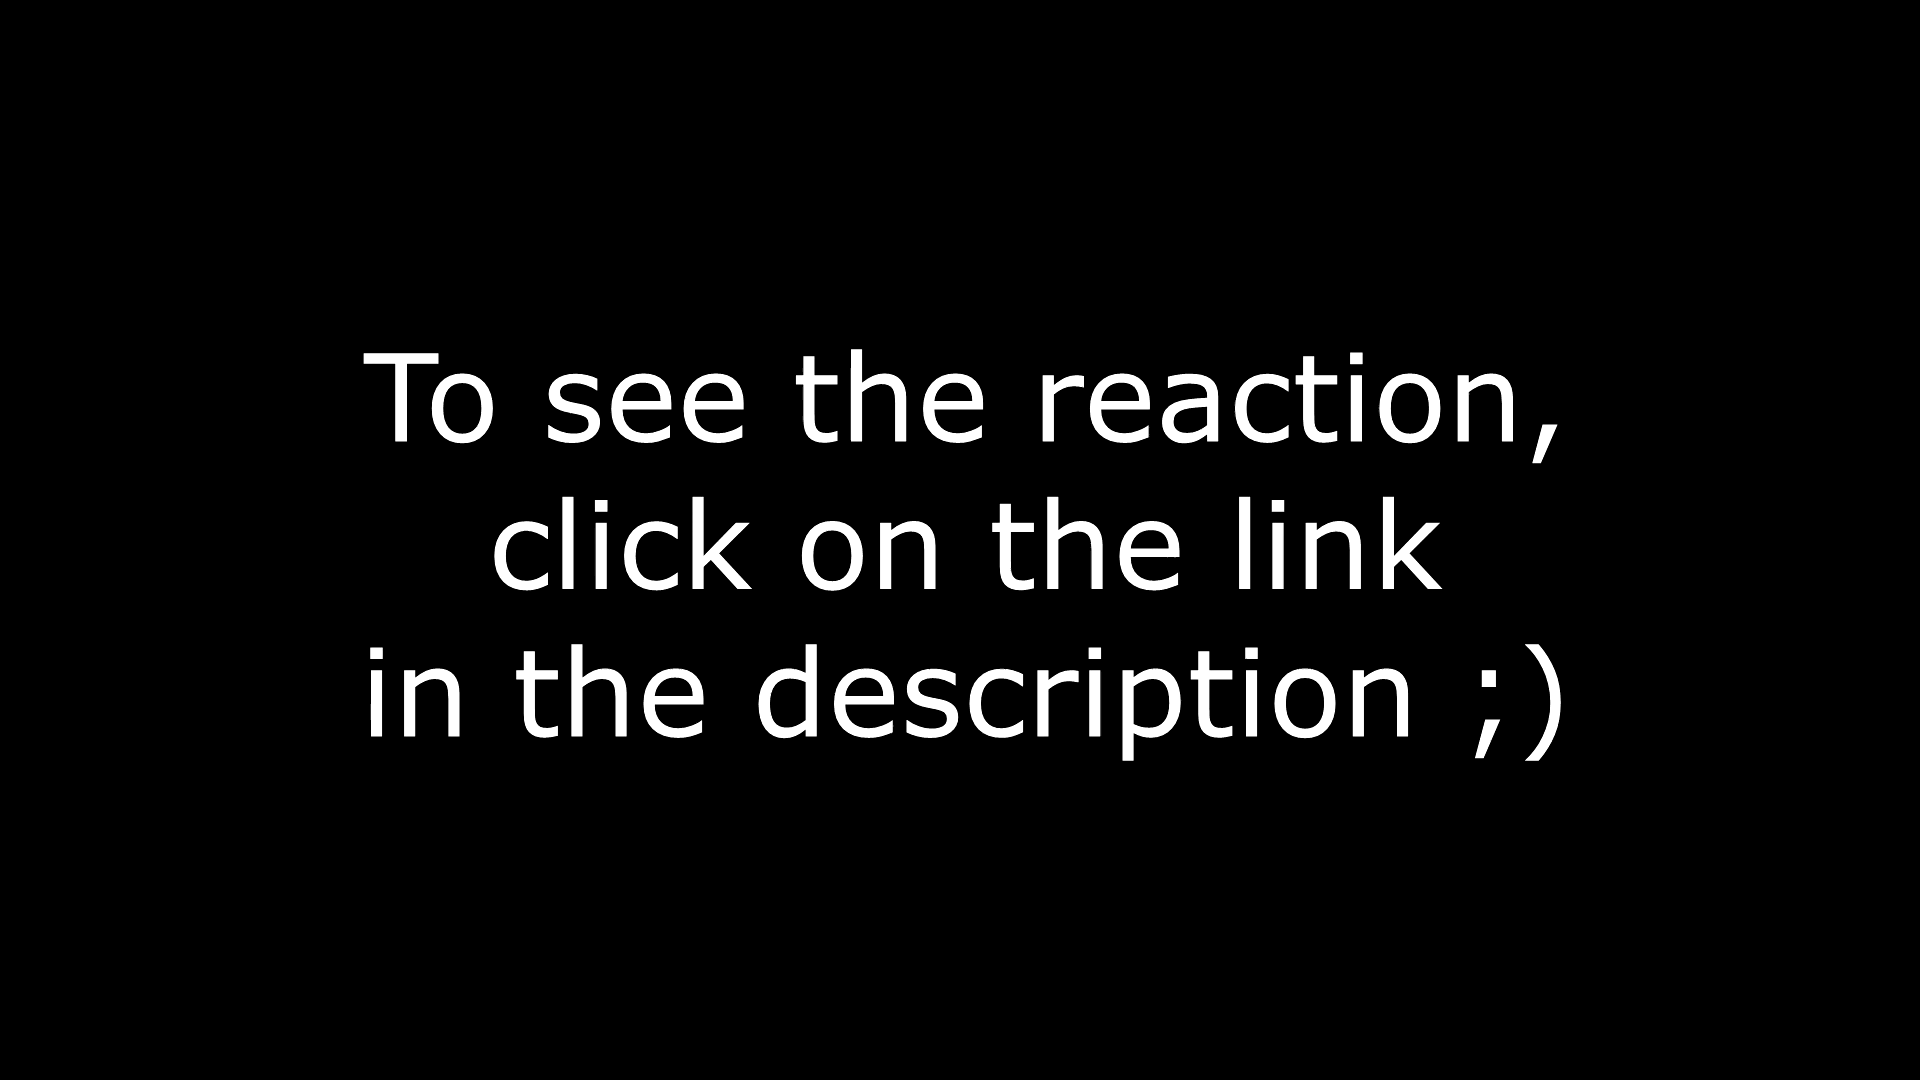 To see the reaction,
click on the link
in the description ;)